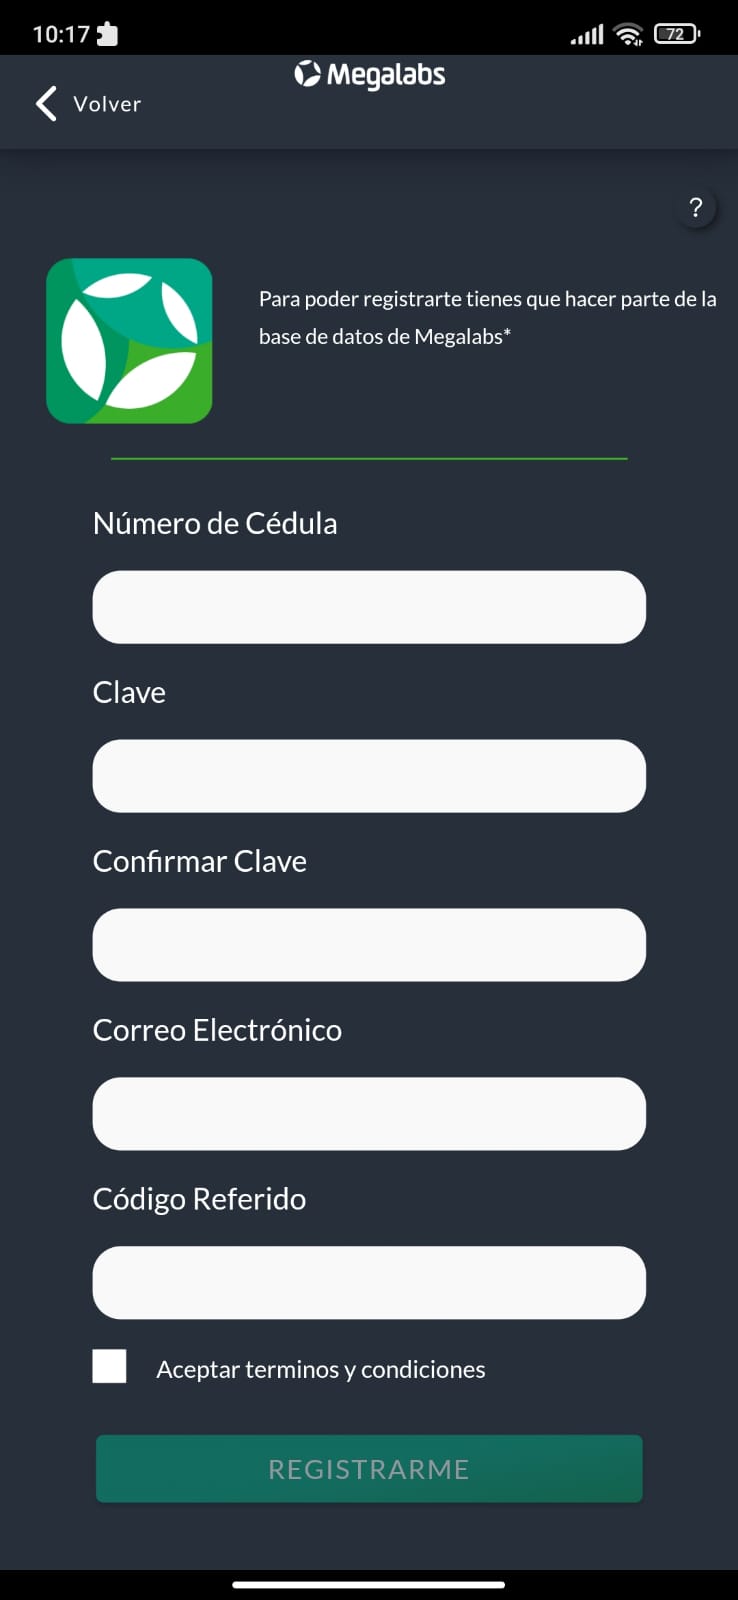 10:17
72
Megalabs
Volver
?
Para poder registrarte tienes que hacer parte de la
base de datos de Megalabs*
Número de Cédula
Clave
Confirmar Clave
Correo Electrónico
Código Referido
Aceptar terminos y condiciones
REGISTRARME